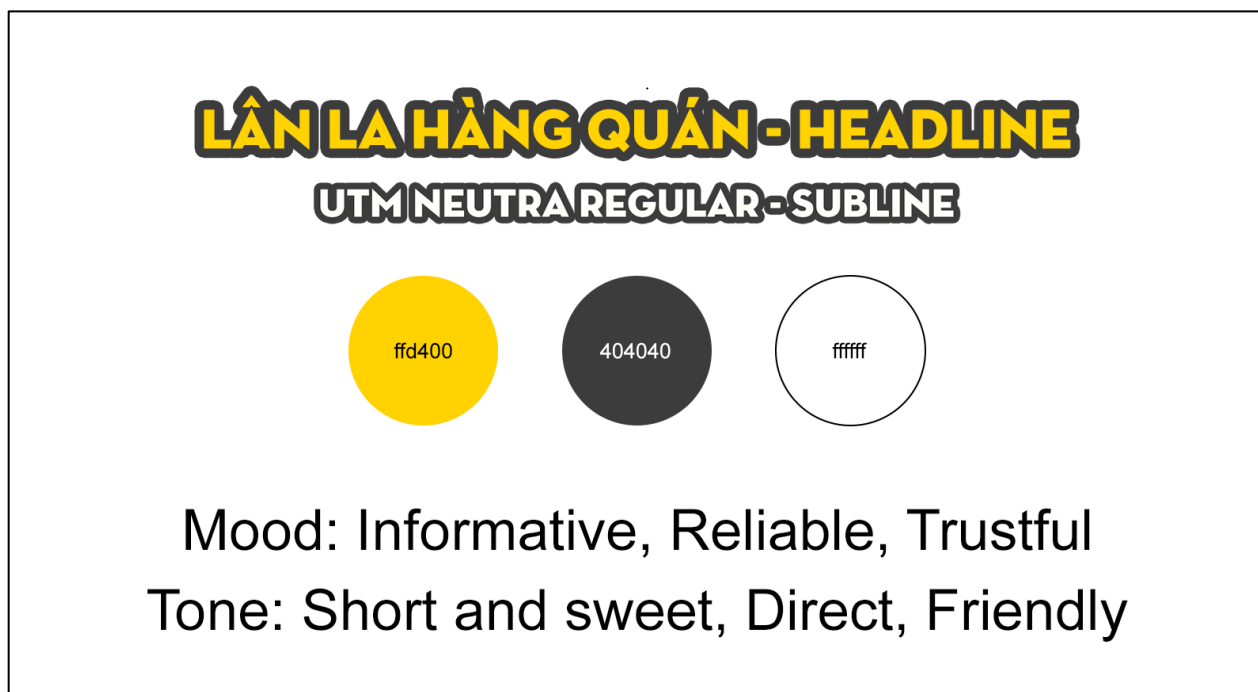 LÂN LA HÀNG QUÁN - HEADLINE
UTM NEUTRA REGULAR - SUBLINE
ffd400
404040
ffffff
Mood: Informative, Reliable, Trustful
Tone: Short and sweet, Direct, Friendly